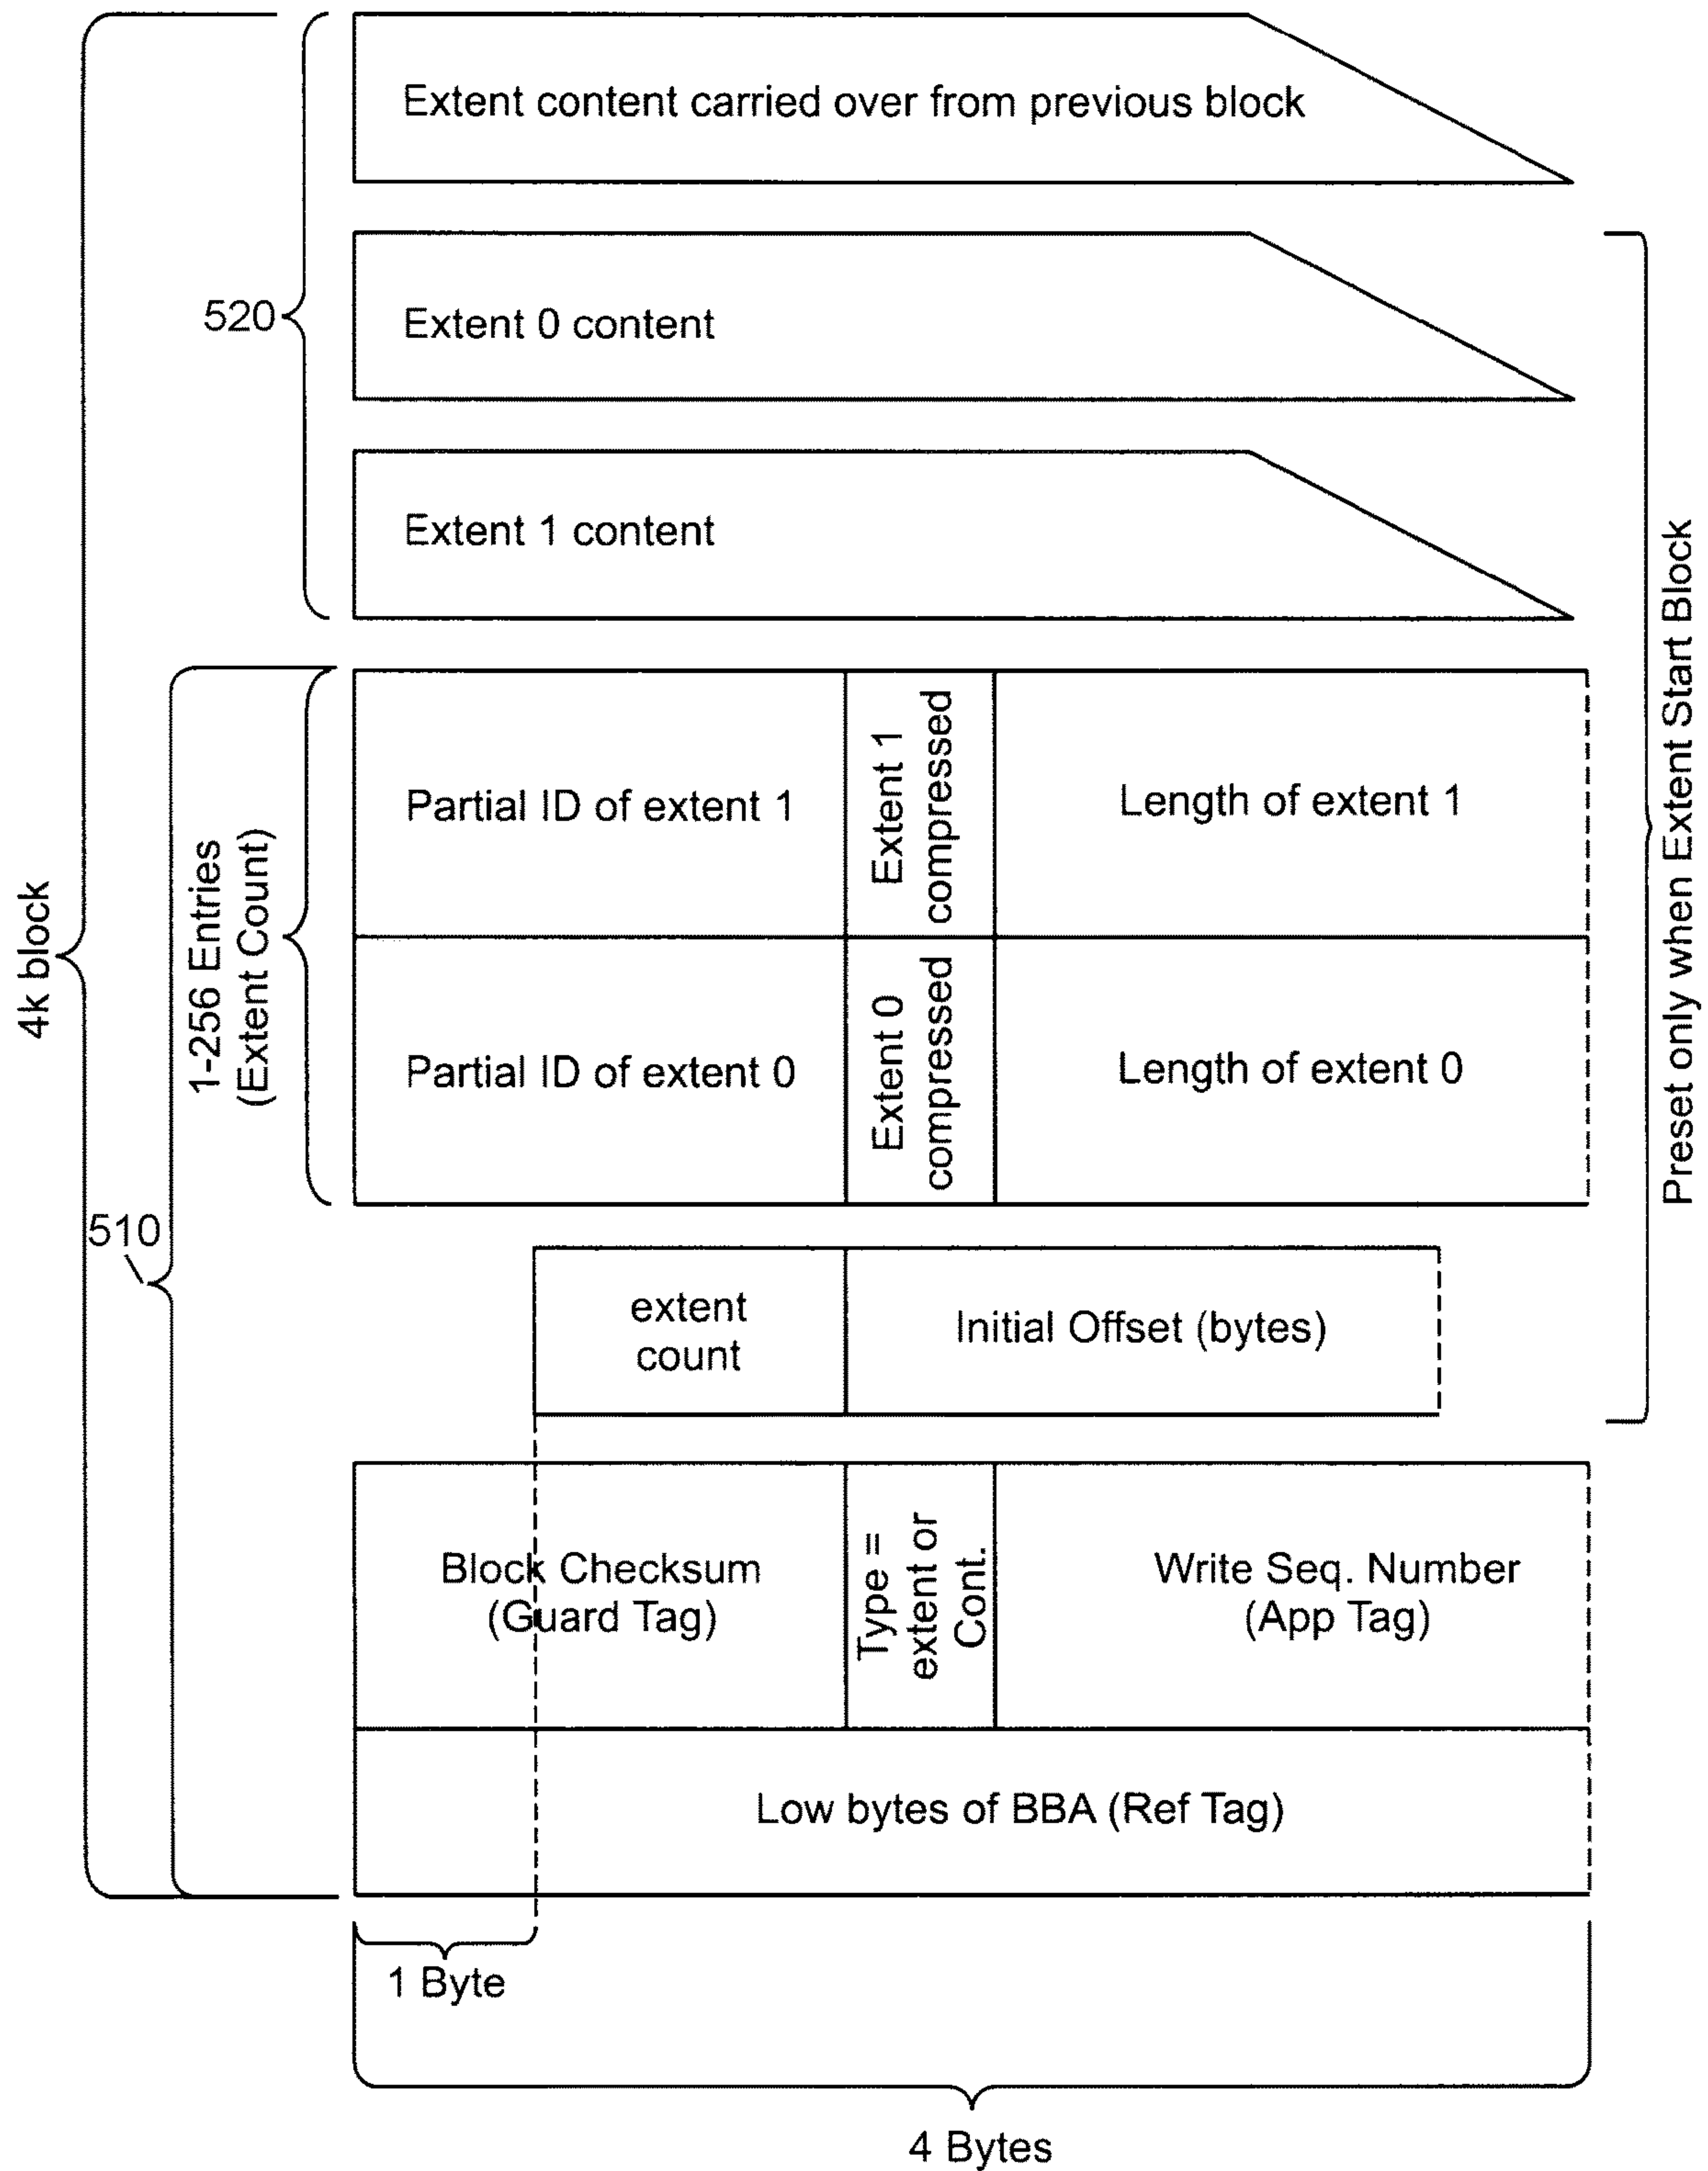 Extent content carried over from previous block
520
Extent 0 content
Extent 1 content
Preset only when Extent Start Block
4k block
1-256 Entries
(Extent Count)
Partial ID of extent 1
Extent 1
compressed
Length of extent 1
Partial ID of extent 0
Extent 0
compressed
Length of extent 0
510
extent
count
Initial Offset (bytes)
Block Checksum
(Guard Tag)
Type =
extent or
Cont.
Write Seq. Number
(App Tag)
Low bytes of BBA (Ref Tag)
1 Byte
4 Bytes